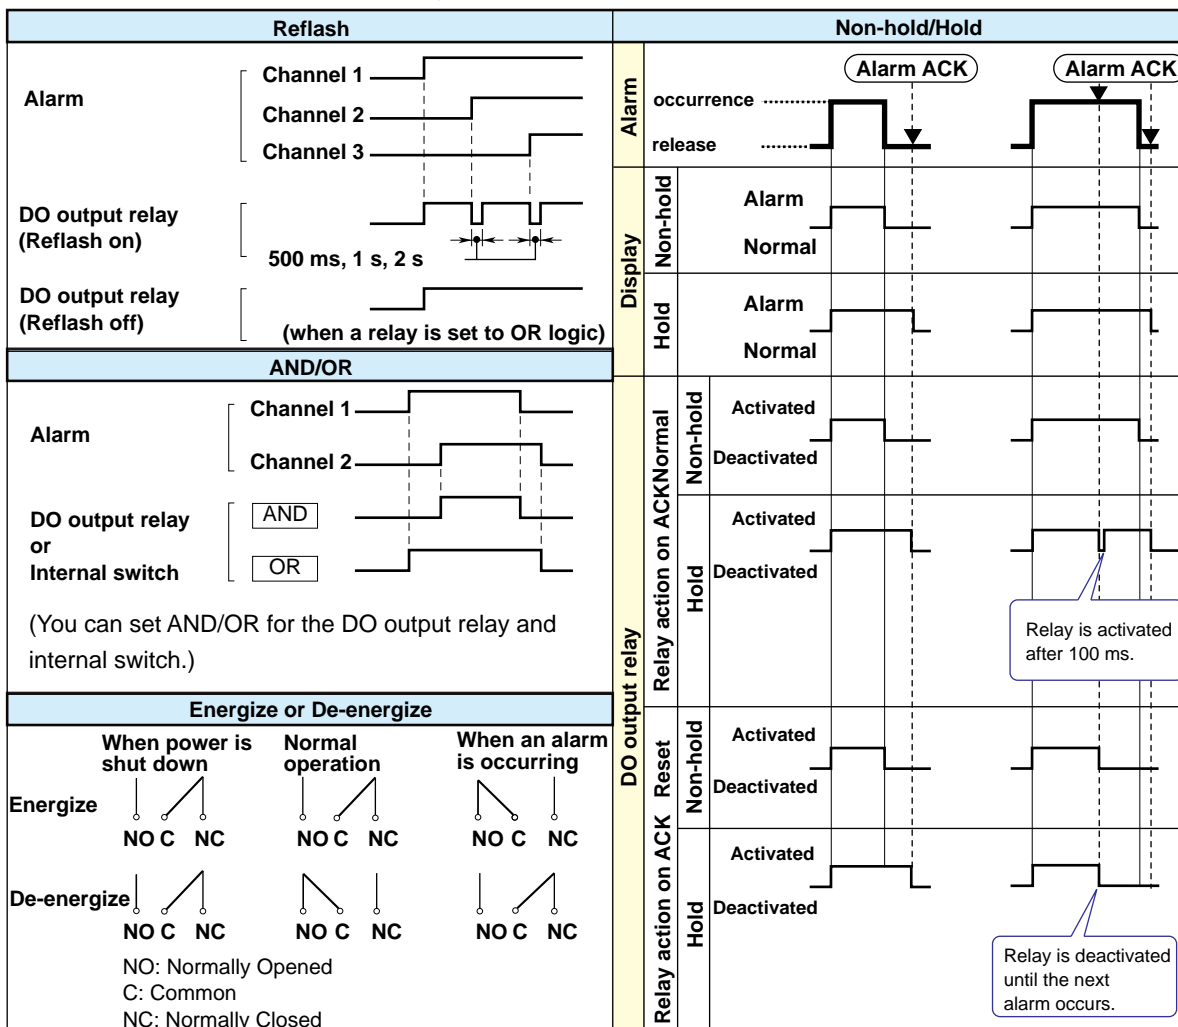 Reflash
Alarm
Channel 1
Channel 2
Channel 3
DO output relay
(Reflash on)
500 ms, 1 s, 2 s
DO output relay
(Reflash off)
(when a relay is set to OR logic)
AND/OR
Alarm
Channel 1
Channel 2
DO output relay
or
Internal switch
AND
OR
(You can set AND/OR for the DO output relay and
internal switch.)
Energize or De-energize
When power is
shut down
Normal
operation
When an alarm
is occurring
Energize
NO C NC
NO C NC
NO C NC
De-energize
NO C NC
NO C NC
NO C NC
NO: Normally Opened
C: Common
NC: Normally Closed
Non-hold/Hold
Alarm
Alarm ACK
Alarm ACK
occurrence
release
Display
Non-hold
Alarm
Normal
Hold
Alarm
Normal
DO output relay
Relay action on ACK Normal
Non-hold
Activated
Deactivated
Hold
Activated
Deactivated
Relay is activated
after 100 ms.
Relay action on ACK Reset
Non-hold
Activated
Deactivated
Hold
Activated
Deactivated
Relay is deactivated
until the next
alarm occurs.